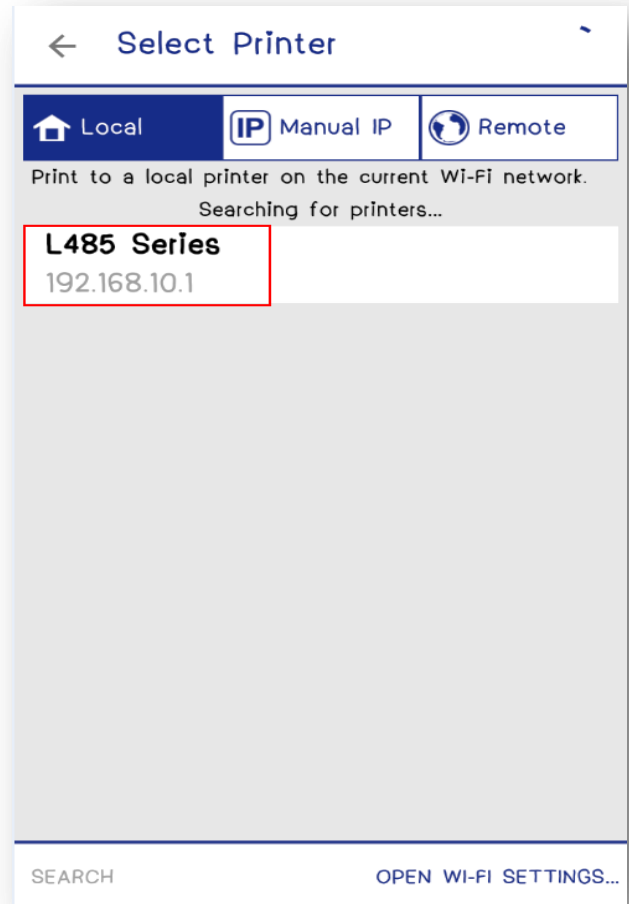 Select Printer
Local IP Manual IP Remote
Print to a local printer on the current Wi-Fi network.
Searching for printers...
L485 Series
192.168.10.1
SEARCH OPEN WI-FI SETTINGS...